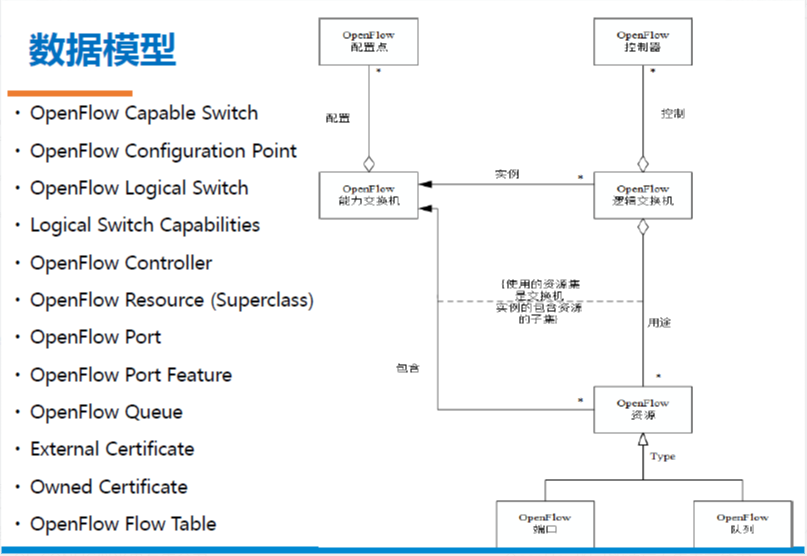 数据模型
· OpenFlow Capable Switch
· OpenFlow Configuration Point
· OpenFlow Logical Switch
· Logical Switch Capabilities
· OpenFlow Controller
· OpenFlow Resource (Superclass)
· OpenFlow Port
· OpenFlow Port Feature
· OpenFlow Queue
· External Certificate
· Owned Certificate
· OpenFlow Flow Table
OpenFlow
配置点
OpenFlow
控制器
*
*
配置
控制
实例
*
OpenFlow
能力交换机
OpenFlow
逻辑交换机
{使用的资源集
是交换机
实例的包含资源
的子集}
用途
包含
*
*
OpenFlow
资源
Type
OpenFlow
端口
OpenFlow
队列